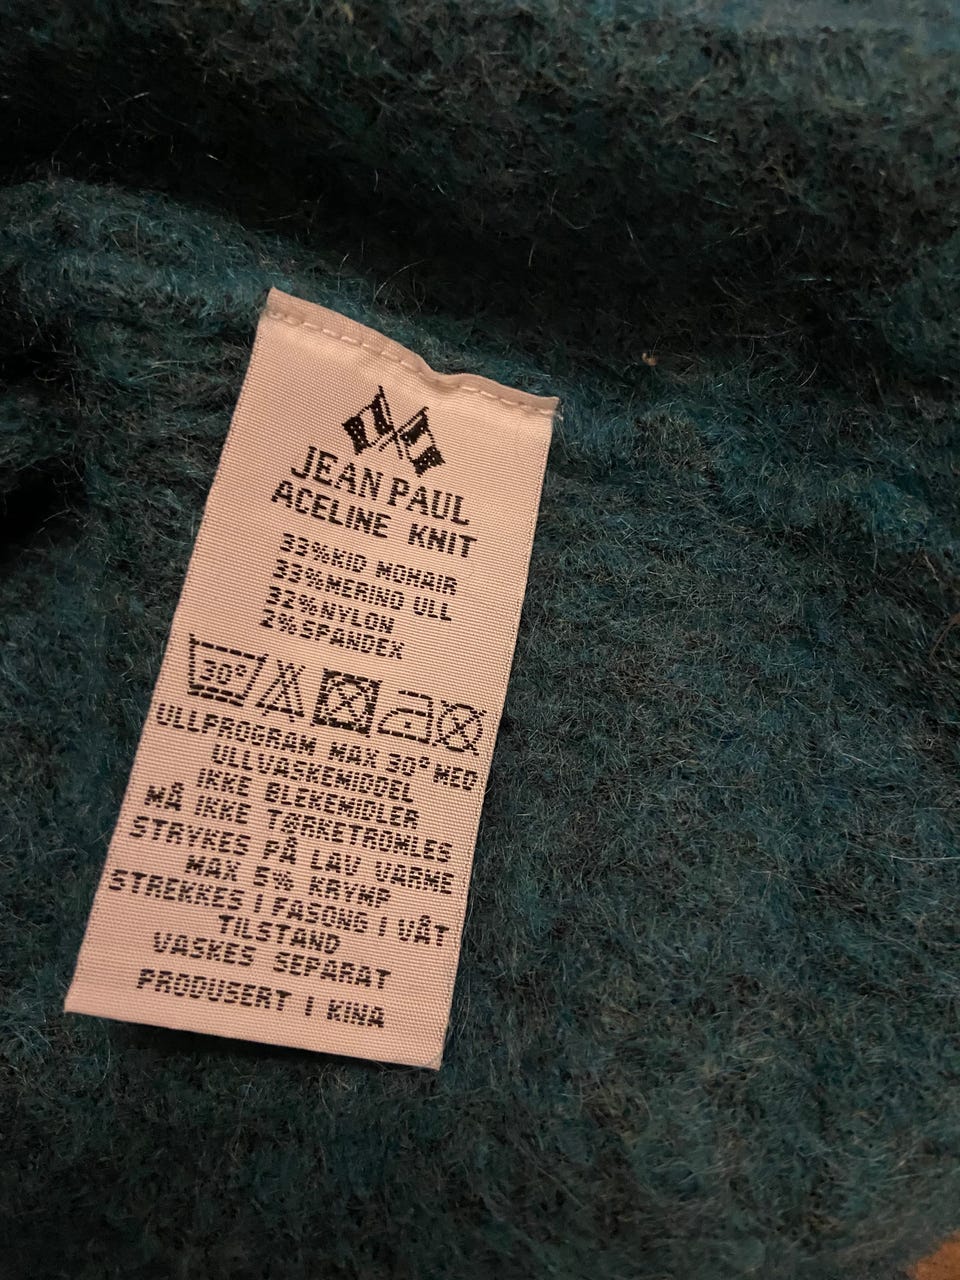 JEAN PAUL
ACELINE KNIT
33%KID MOHAIR
33%MERINO ULL
32%NYLON
2%SPANDEX
30°
ULLPROGRAM MAX 30° MED
ULLVASKEMIDDEL
IKKE BLEKEMIDLER
MÅ IKKE TØRKETROMLES
STRYKES PÅ LAV VARME
MAX 5% KRYMP
STREKKES I FASONG I VÅT
TILSTAND
VASKES SEPARAT
PRODUSERT I KINA